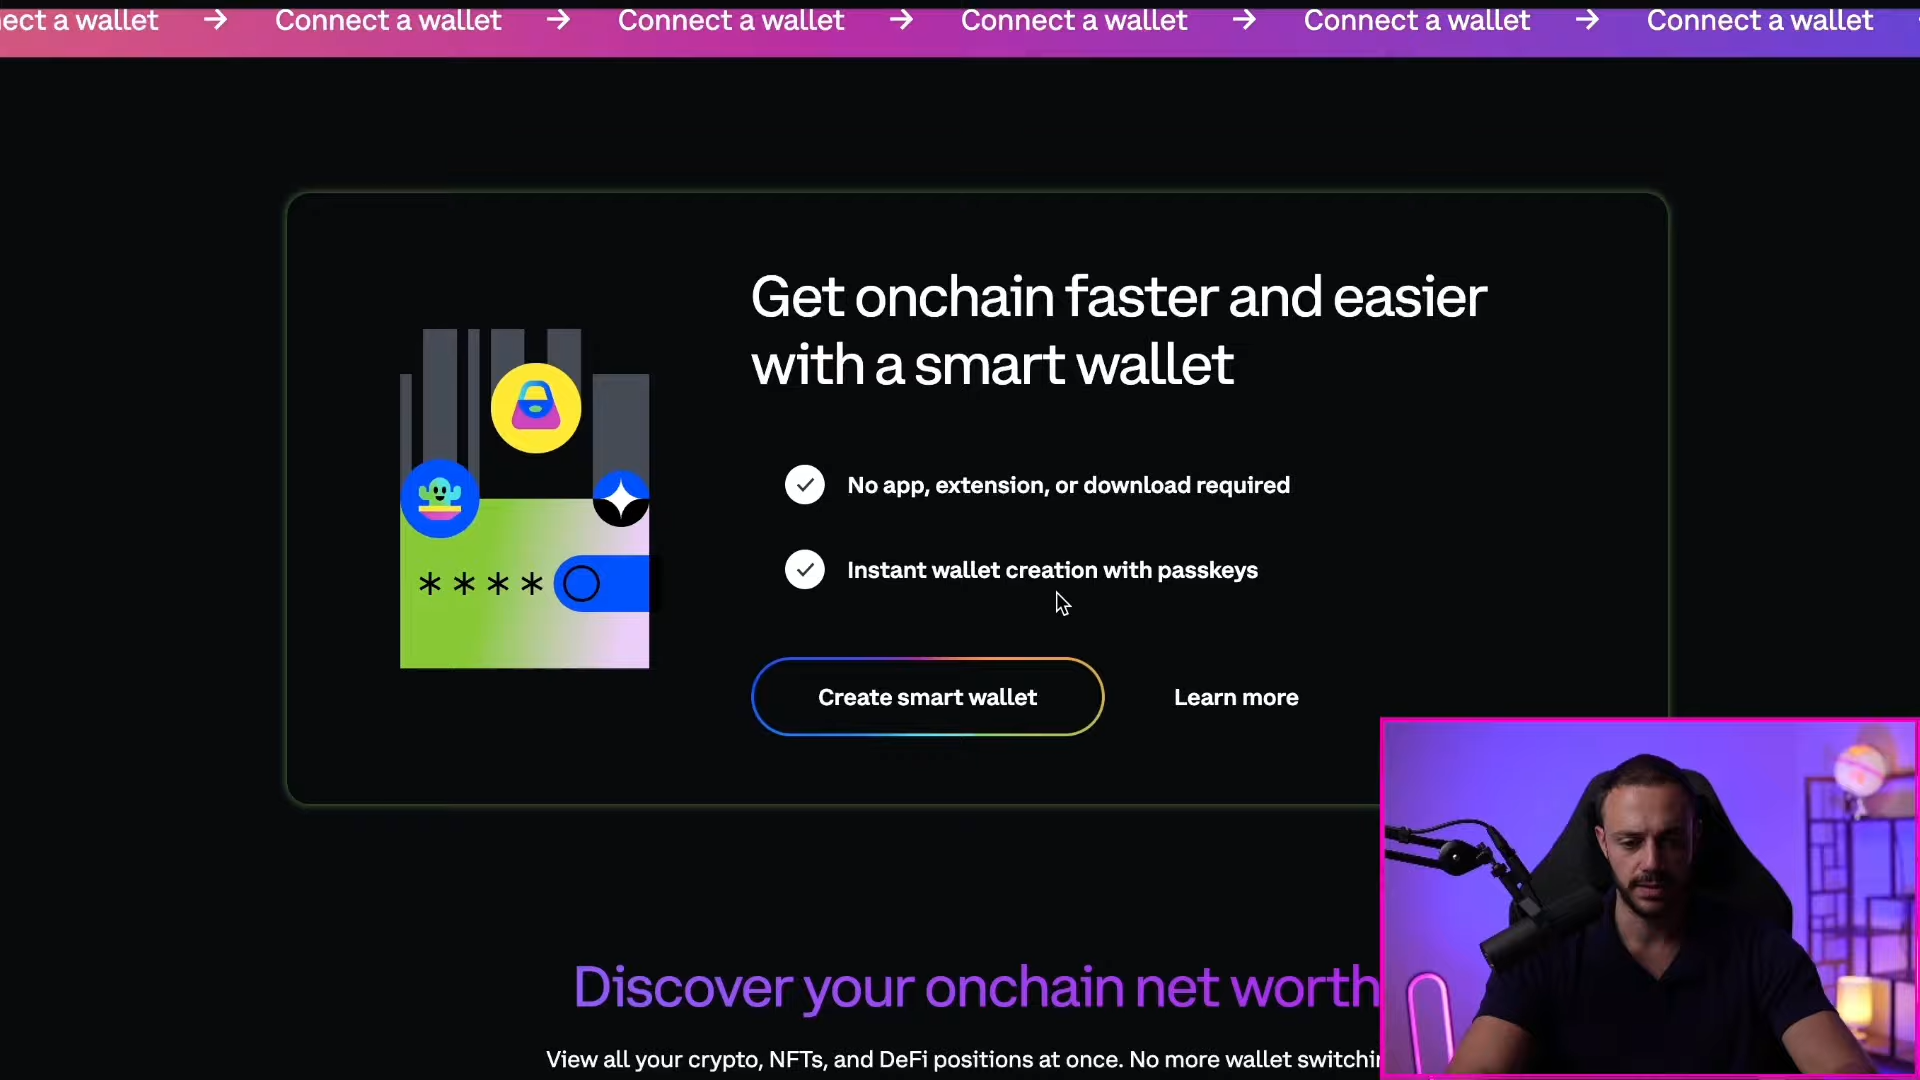 ect a wallet → Connect a wallet → Connect a wallet → Connect a wallet → Connect a wallet → Connect a wallet
Get onchain faster and easier
with a smart wallet
No app, extension, or download required
Instant wallet creation with passkeys
****
Create smart wallet
Learn more
Discover your onchain net worth
View all your crypto, NFTs, and DeFi positions at once. No more wallet switchin